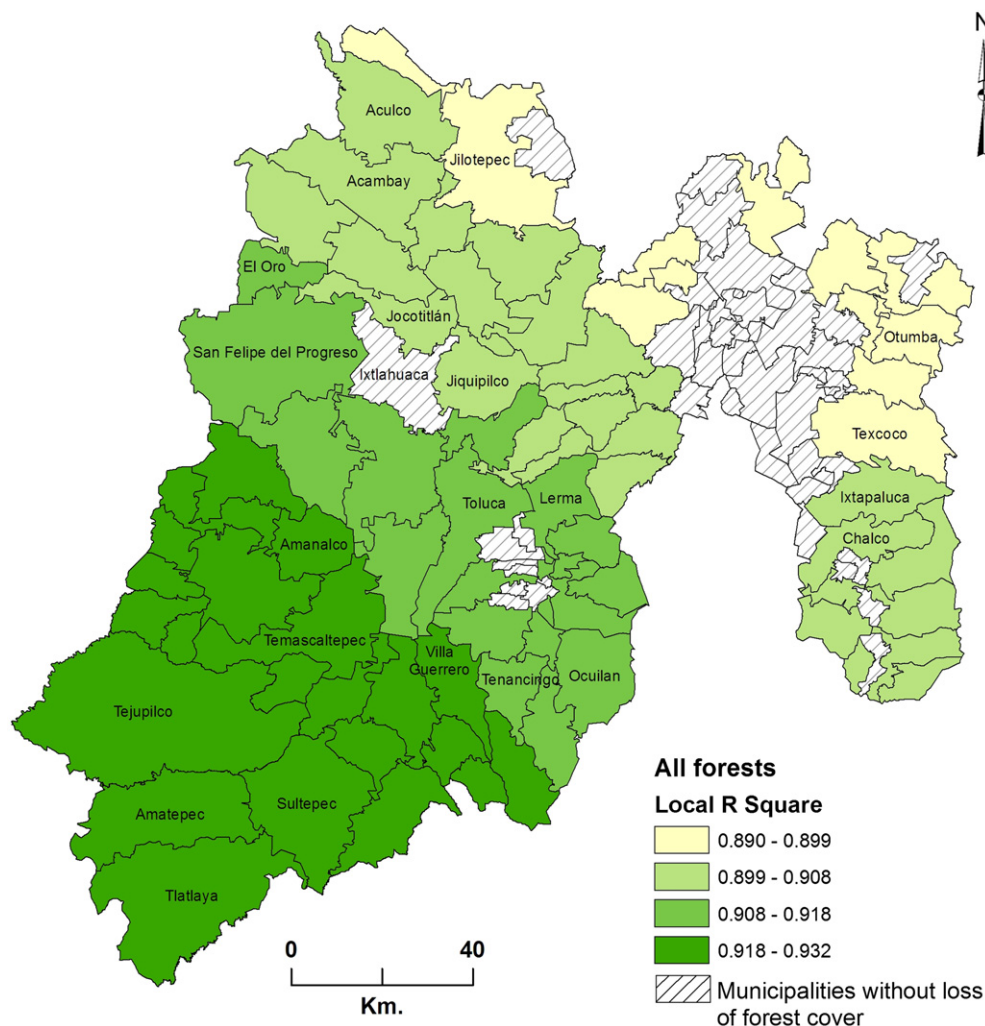 N
Aculco
Jilotepec
Acambay
El Oro
Jocotitlán
Otumba
San Felipe del Progreso
Ixtlahuaca
Jiquipilco
Texcoco
Toluca
Lerma
Ixtapaluca
Chalco
Amanalco
Temascaltepec
Villa
Guerrero
Tenancingo
Ocuilan
Tejupilco
Sultepec
Amatepec
Tlatlaya
0 40
Km.
All forests
Local R Square
0.890 - 0.899
0.899 - 0.908
0.908 - 0.918
0.918 - 0.932
Municipalities without loss
of forest cover